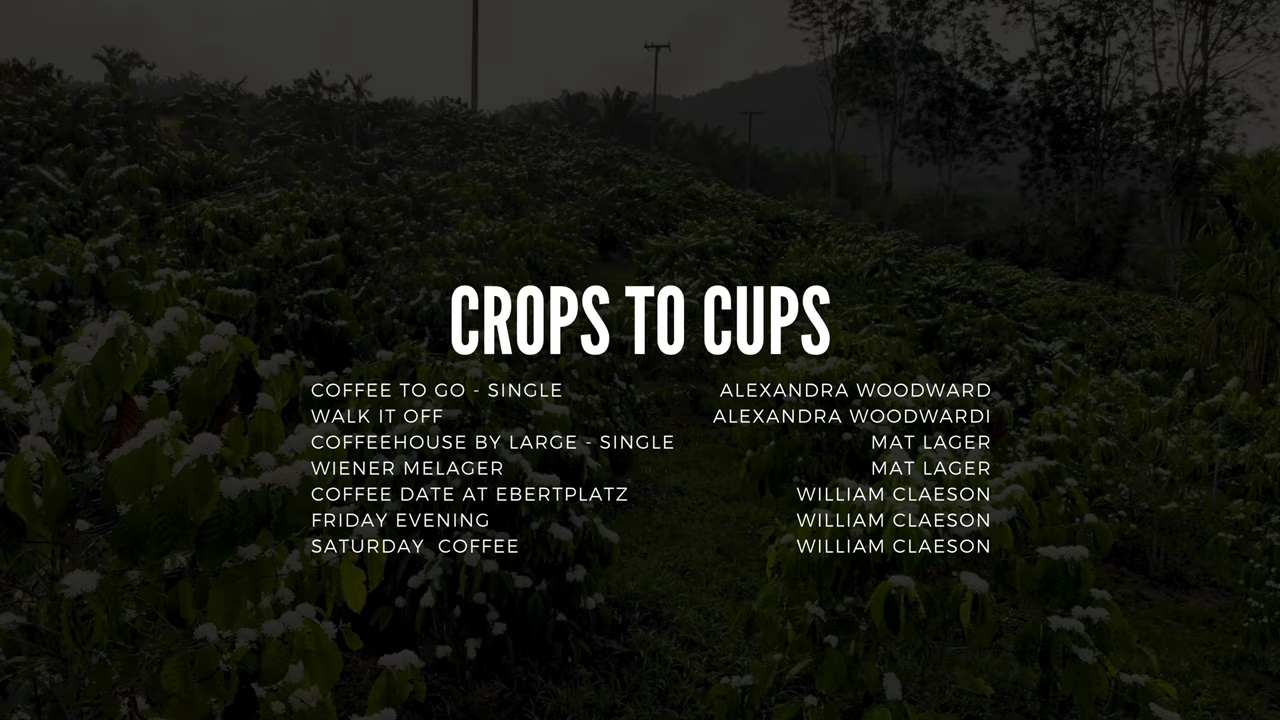 CROPS TO CUPS
COFFEE TO GO - SINGLE ALEXANDRA WOODWARD
WALK IT OFF ALEXANDRA WOODWARDI
COFFEEHOUSE BY LARGE - SINGLE MAT LAGER
WIENER MELAGER MAT LAGER
COFFEE DATE AT EBERTPLATZ WILLIAM CLAESON
FRIDAY EVENING WILLIAM CLAESON
SATURDAY  COFFEE WILLIAM CLAESON